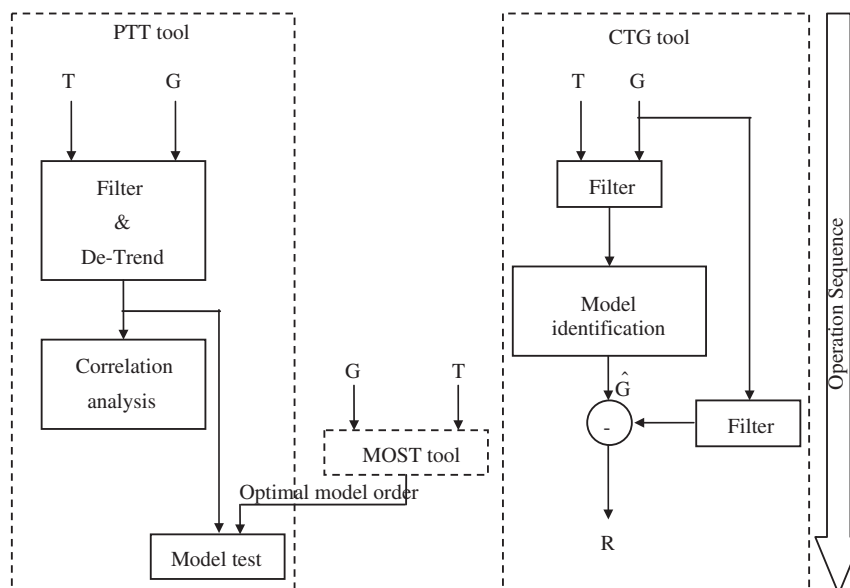 PTT tool
T
G
Filter
&
De-Trend
Correlation
analysis
G
T
MOST tool
Optimal model order
Model test
CTG tool
T
G
Filter
Model
identification
Ĝ
-
Filter
R
Operation Sequence